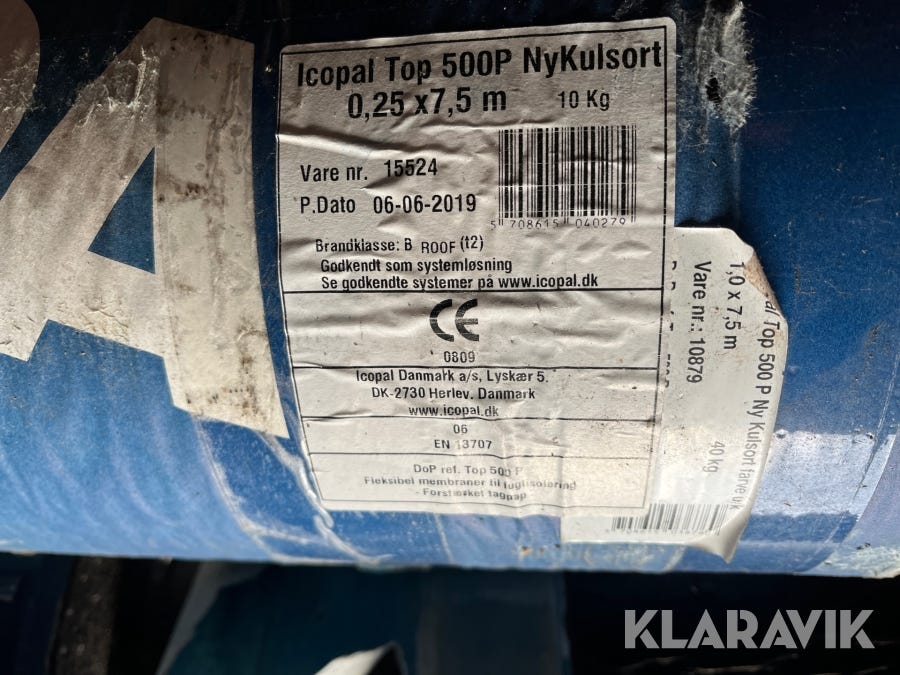 Icopal Top 500P NyKulsort
0,25 x7,5 m 10 Kg
Vare nr. 15524
P.Dato 06-06-2019
5 708615 040279
Brandklasse: B ROOF (t2)
Godkendt som systemløsning
Se godkendte systemer på www.icopal.dk
CE
0809
Icopal Danmark a/s, Lyskær 5.
DK-2730 Herlev. Danmark
www.icopal.dk
06
EN 13707
DoP ref. Top 500 P
Fleksibel membraner til fugtisolering
- Forstærket tagpap
Top 500 P Ny Kulsort farve
1,0 x 7,5 m
Vare nr.: 10879
40 kg
KLARAVIK